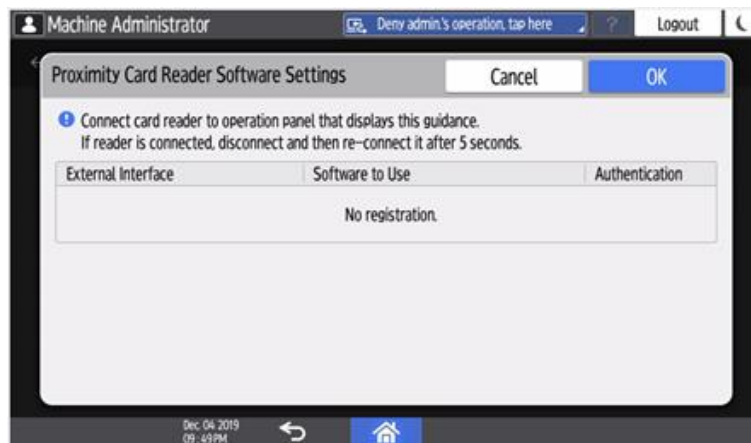 Machine Administrator
Deny admin.'s operation, tap here
?
Logout
Proximity Card Reader Software Settings
Cancel
OK
Connect card reader to operation panel that displays this guidance.
If reader is connected, disconnect and then re-connect it after 5 seconds.
External Interface
Software to Use
Authentication
No registration.
Dec. 04 2019
09:49PM